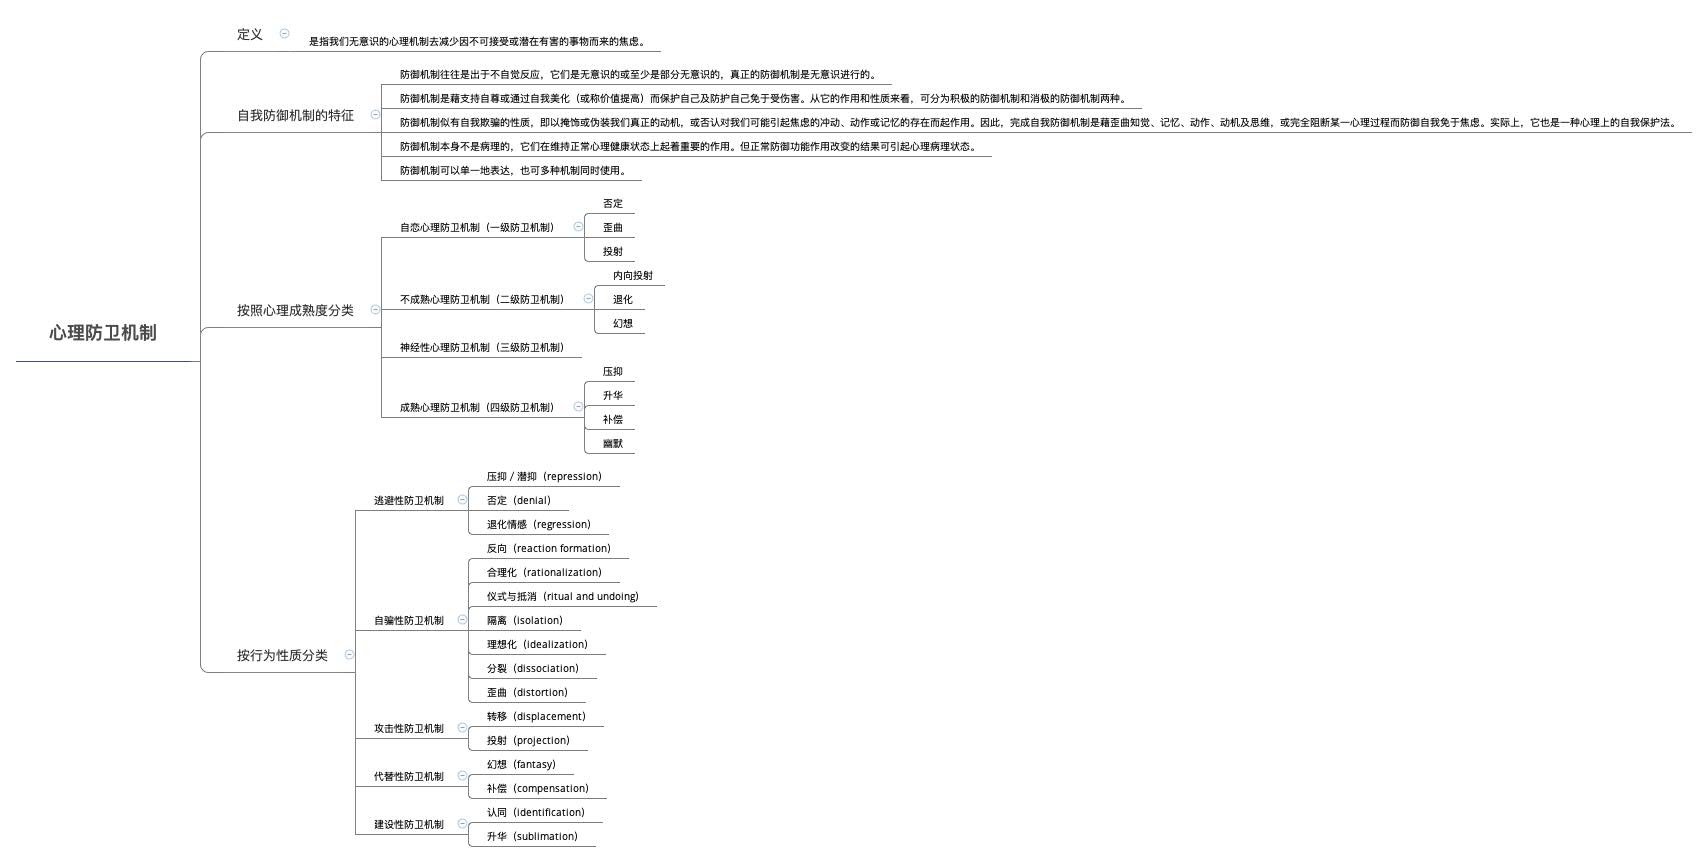 心理防卫机制
定义
是指我们无意识的心理机制去减少因不可接受或潜在有害的事物而来的焦虑。
自我防御机制的特征
防御机制往往是出于不自觉反应，它们是无意识的或至少是部分无意识的，真正的防御机制是无意识进行的。
防御机制是藉支持自尊或通过自我美化（或称价值提高）而保护自己及防护自己免于受伤害。从它的作用和性质来看，可分为积极的防御机制和消极的防御机制两种。
防御机制似有自我欺骗的性质，即以掩饰或伪装我们真正的动机，或否认对我们可能引起焦虑的冲动、动作或记忆的存在而起作用。因此，完成自我防御机制是藉歪曲知觉、记忆、动作、动机及思维，或完全阻断某一心理过程而防御自我免于焦虑。实际上，它也是一种心理上的自我保护法。
防御机制本身不是病理的，它们在维持正常心理健康状态上起着重要的作用。但正常防御功能作用改变的结果可引起心理病理状态。
防御机制可以单一地表达，也可多种机制同时使用。
按照心理成熟度分类
自恋心理防卫机制（一级防卫机制）
否定
歪曲
投射
不成熟心理防卫机制（二级防卫机制）
内向投射
退化
幻想
神经性心理防卫机制（三级防卫机制）
成熟心理防卫机制（四级防卫机制）
压抑
升华
补偿
幽默
按行为性质分类
逃避性防卫机制
压抑 / 潜抑（repression）
否定（denial）
退化情感（regression）
自骗性防卫机制
反向（reaction formation）
合理化（rationalization）
仪式与抵消（ritual and undoing）
隔离（isolation）
理想化（idealization）
分裂（dissociation）
歪曲（distortion）
攻击性防卫机制
转移（displacement）
投射（projection）
代替性防卫机制
幻想（fantasy）
补偿（compensation）
建设性防卫机制
认同（identification）
升华（sublimation）